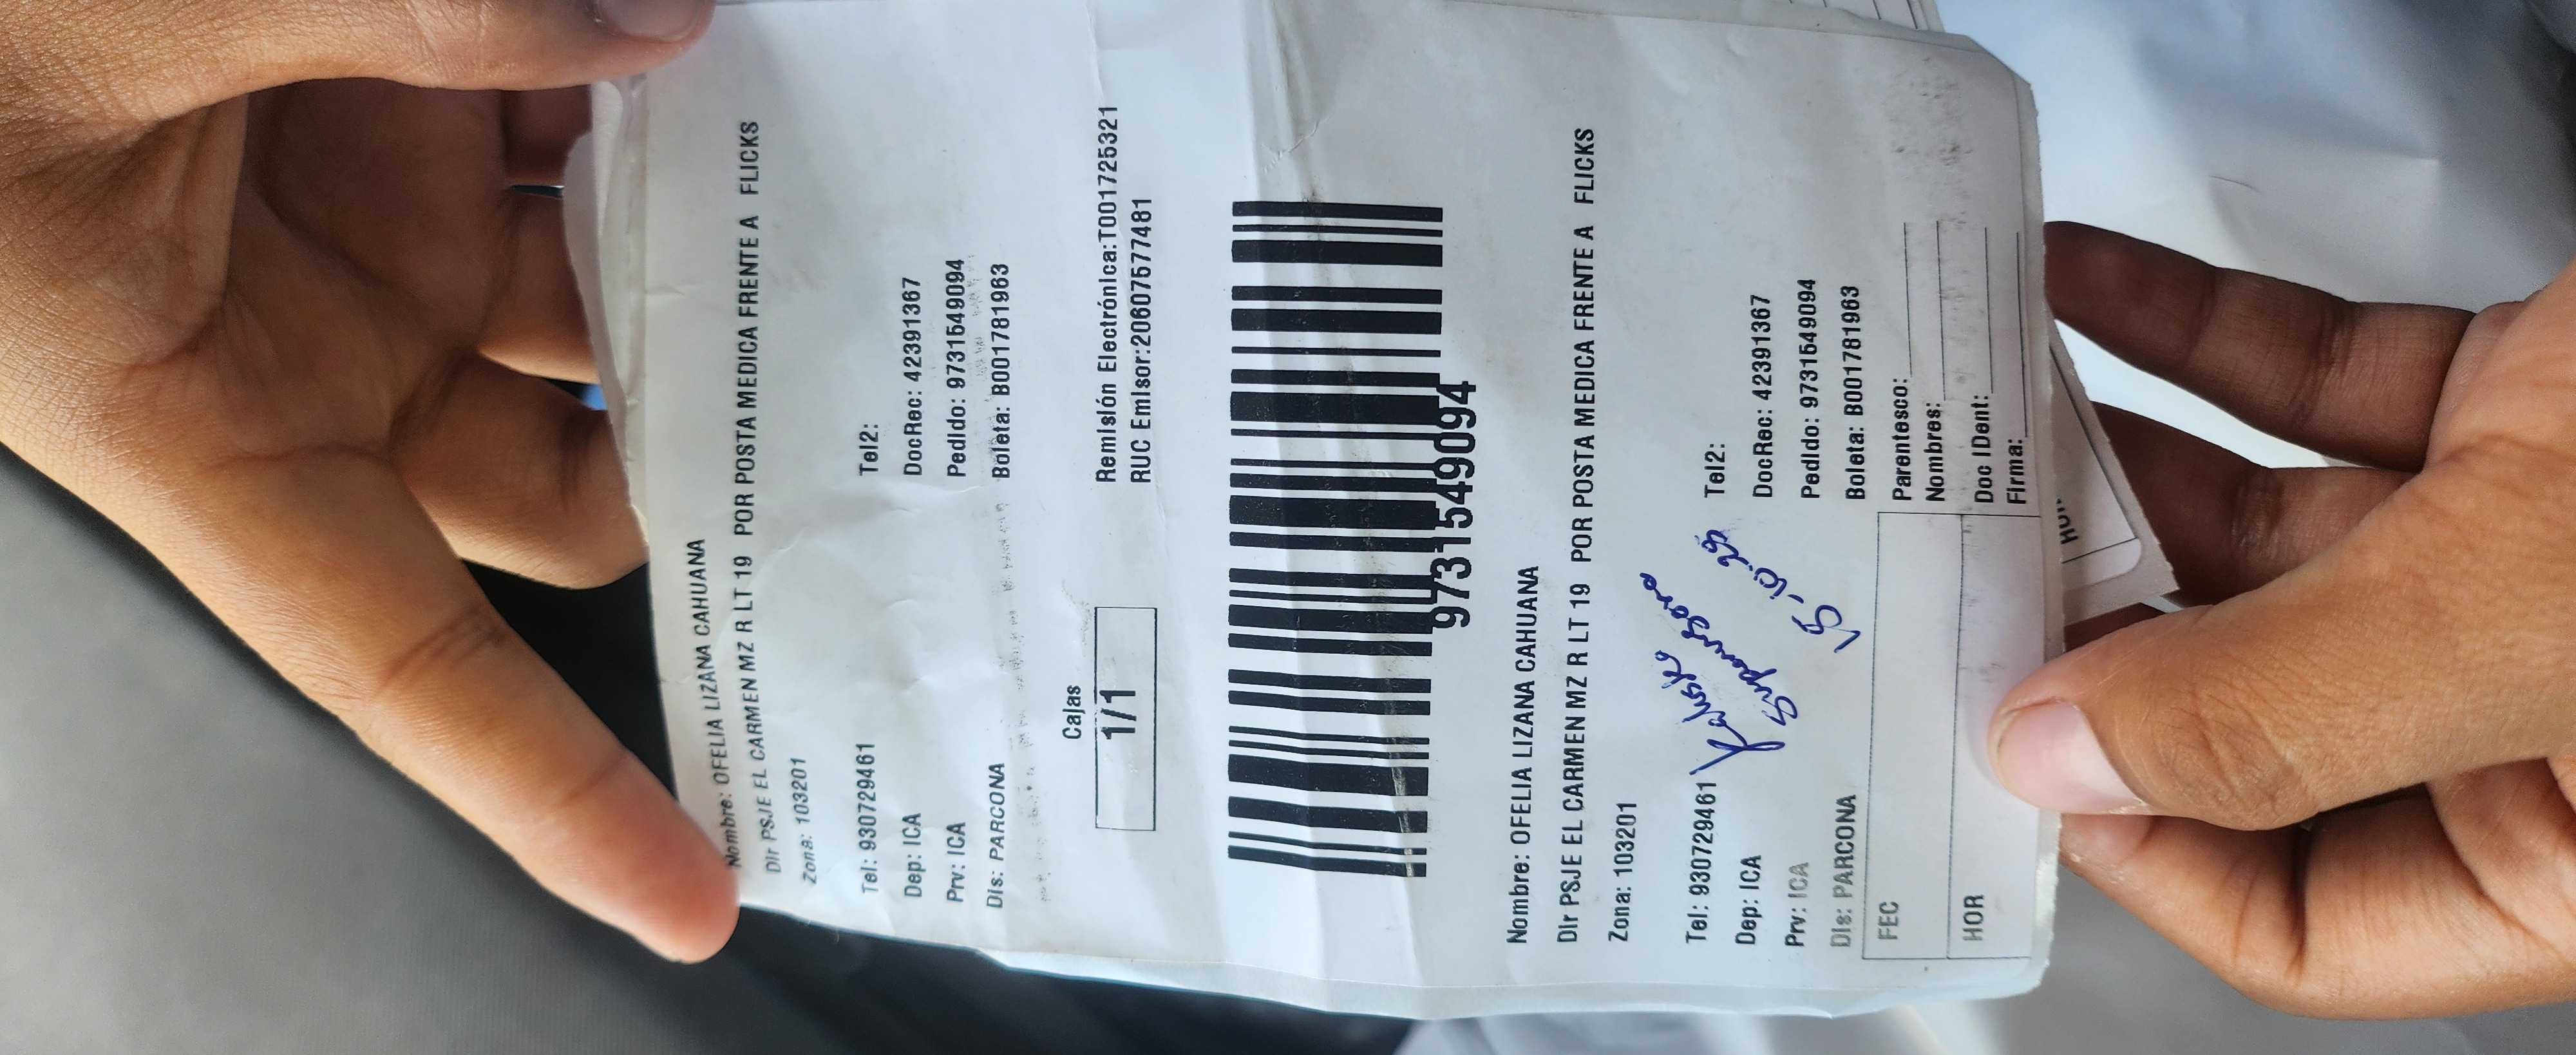 Nombre: OFELIA LIZANA CAHUANA
Dir PSJE EL CARMEN MZ R LT 19 POR POSTA MEDICA FRENTE A FLICKS
Zona: 103201
Tel: 930729461 Tel2:
Dep: ICA DocRec: 42391367
Prv: ICA Pedido: 9731549094
Dis: PARCONA Boleta: B001781963
Cajas
1/1
Remisión Electrónica:T001725321
RUC Emisor:20607577481
9731549094
Nombre: OFELIA LIZANA CAHUANA
Dir PSJE EL CARMEN MZ R LT 19 POR POSTA MEDICA FRENTE A FLICKS
Zona: 103201
Tel: 930729461 Tel2:
Dep: ICA DocRec: 42391367
Prv: ICA Pedido: 9731549094
Dis: PARCONA Boleta: B001781963
Supervisora
FEC
HOR
Parentesco:
Nombres:
Doc IDent:
Firma: